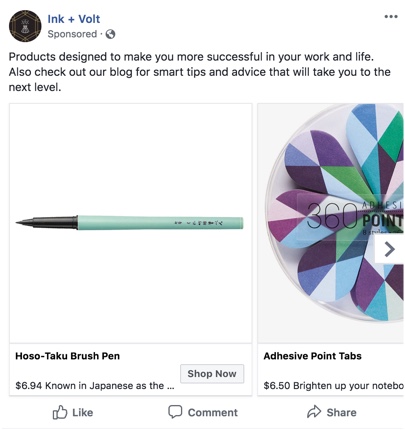 Ink + Volt
Sponsored ·
Products designed to make you more successful in your work and life.
Also check out our blog for smart tips and advice that will take you to the
next level.
360 ADHESIV
POINT
Hoso-Taku Brush Pen
Shop Now
$6.94 Known in Japanese as the ...
Adhesive Point Tabs
$6.50 Brighten up your notebo
Like
Comment
Share